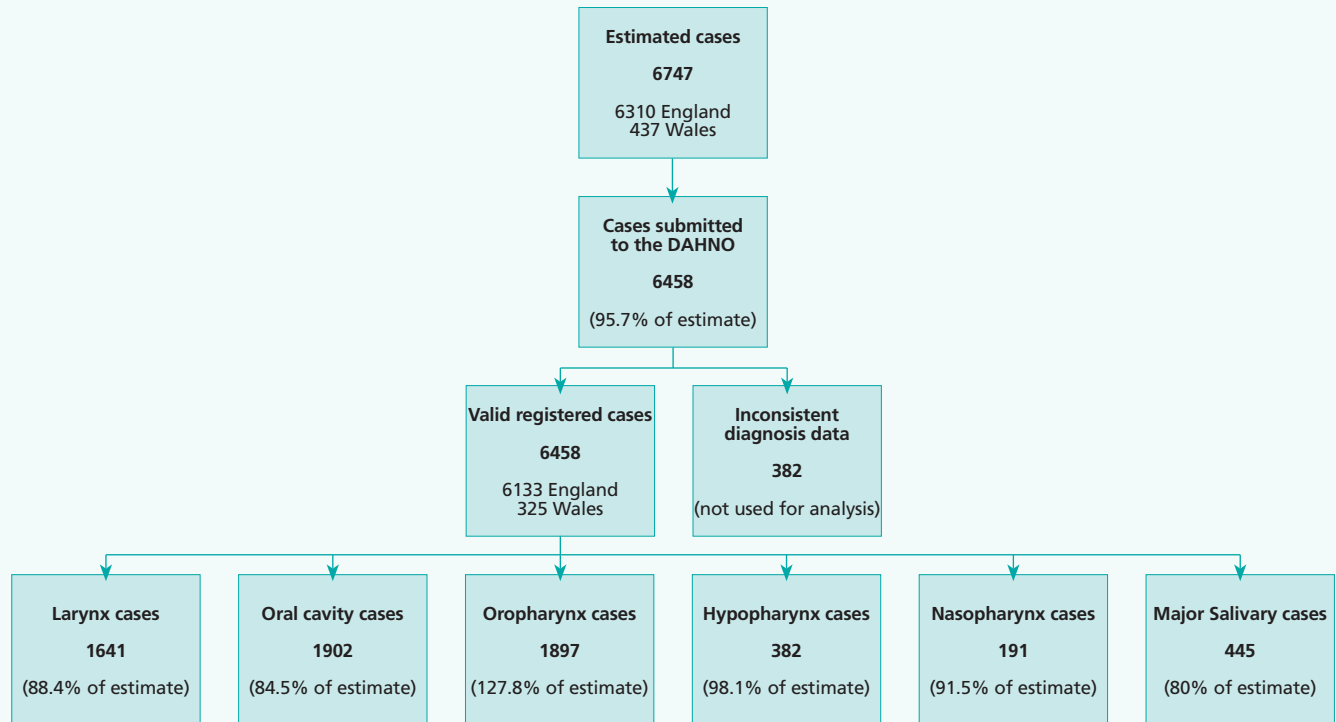 Estimated cases
6747
6310 England
437 Wales
Cases submitted
to the DAHNO
6458
(95.7% of estimate)
Valid registered cases
6458
6133 England
325 Wales
Inconsistent
diagnosis data
382
(not used for analysis)
Larynx cases
1641
(88.4% of estimate)
Oral cavity cases
1902
(84.5% of estimate)
Oropharynx cases
1897
(127.8% of estimate)
Hypopharynx cases
382
(98.1% of estimate)
Nasopharynx cases
191
(91.5% of estimate)
Major Salivary cases
445
(80% of estimate)